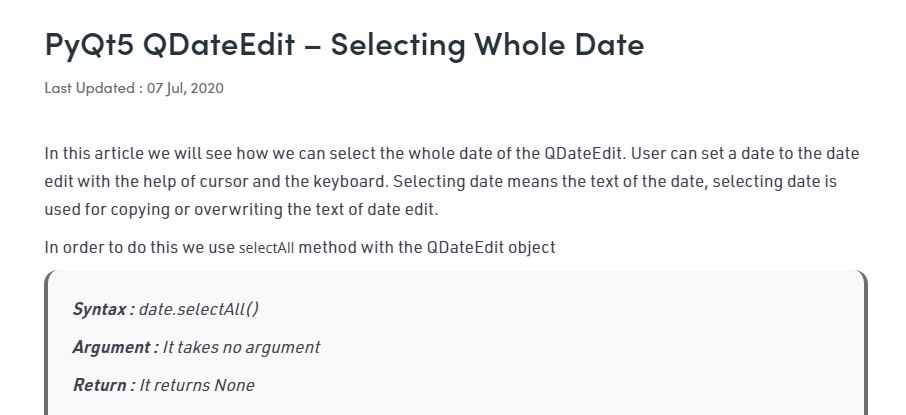 PyQt5 QDateEdit – Selecting Whole Date
Last Updated : 07 Jul, 2020
In this article we will see how we can select the whole date of the QDateEdit. User can set a date to the date
edit with the help of cursor and the keyboard. Selecting date means the text of the date, selecting date is
used for copying or overwriting the text of date edit.
In order to do this we use selectAll method with the QDateEdit object
Syntax : date.selectAll()
Argument : It takes no argument
Return : It returns None